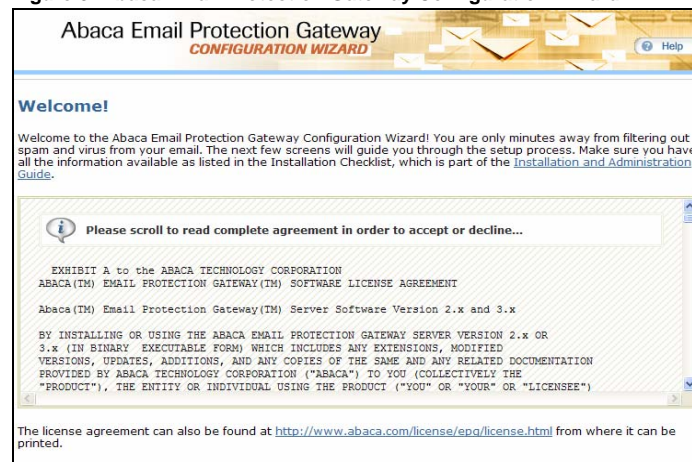 Abaca Email Protection Gateway
CONFIGURATION WIZARD
Help
Welcome!
Welcome to the Abaca Email Protection Gateway Configuration Wizard! You are only minutes away from filtering out
spam and virus from your email. The next few screens will guide you through the setup process. Make sure you have
all the information available as listed in the Installation Checklist, which is part of the Installation and Administration
Guide.
Please scroll to read complete agreement in order to accept or decline...
EXHIBIT A to the ABACA TECHNOLOGY CORPORATION
ABACA(TM) EMAIL PROTECTION GATEWAY(TM) SOFTWARE LICENSE AGREEMENT
Abaca(TM) Email Protection Gateway(TM) Server Software Version 2.x and 3.x
BY INSTALLING OR USING THE ABACA EMAIL PROTECTION GATEWAY SERVER VERSION 2.x OR
3.x (IN BINARY EXECUTABLE FORM) WHICH INCLUDES ANY EXTENSIONS, MODIFIED
VERSIONS, UPDATES, ADDITIONS, AND ANY COPIES OF THE SAME AND ANY RELATED DOCUMENTATION
PROVIDED BY ABACA TECHNOLOGY CORPORATION ("ABACA") TO YOU (COLLECTIVELY THE
"PRODUCT"), THE ENTITY OR INDIVIDUAL USING THE PRODUCT ("YOU" OR "YOUR" OR "LICENSEE")
The license agreement can also be found at http://www.abaca.com/license/epg/license.html from where it can be
printed.